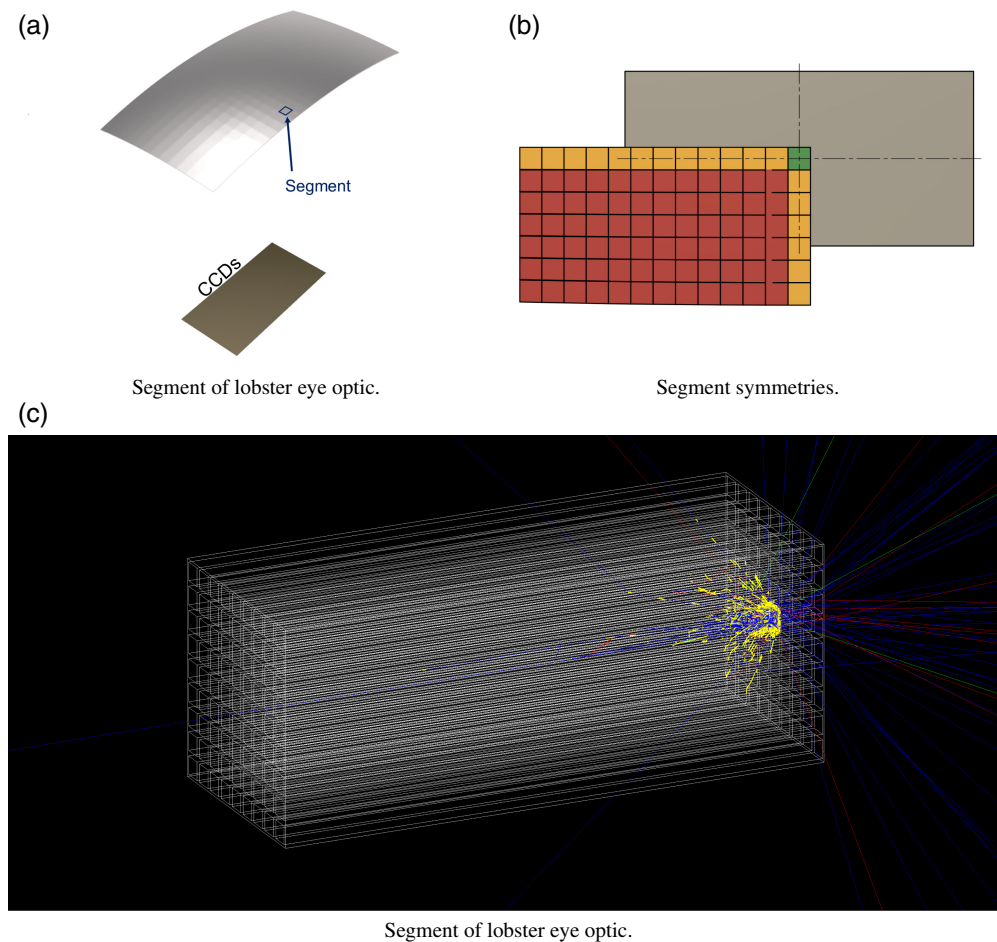 (a)
(b)
Segment
CCDs
Segment of lobster eye optic.
Segment symmetries.
(c)
Segment of lobster eye optic.